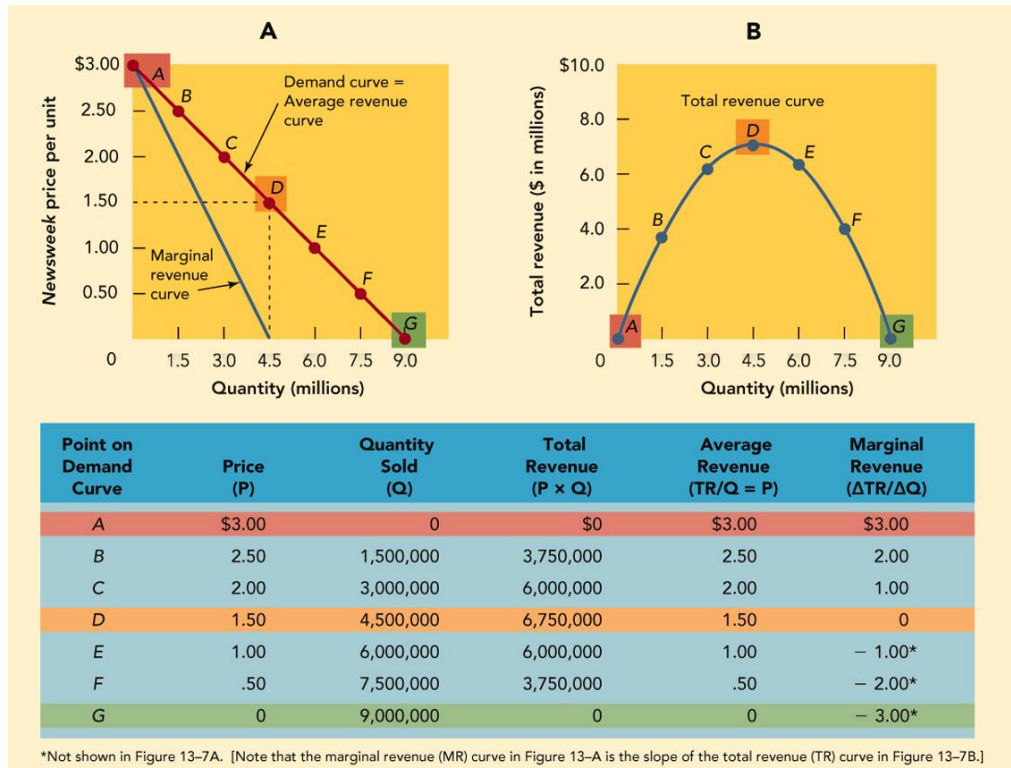 A
$3.00
2.50
2.00
1.50
1.00
0.50
0
Newsweek price per unit
A
B
C
D
E
F
G
Demand curve =
Average revenue
curve
Marginal
revenue
curve
1.5 3.0 4.5 6.0 7.5 9.0
Quantity (millions)
B
$10.0
8.0
6.0
4.0
2.0
0
Total revenue ($ in millions)
Total revenue curve
A
B
C
D
E
F
G
1.5 3.0 4.5 6.0 7.5 9.0
Quantity (millions)
Point on Demand Curve Price (P) Quantity Sold (Q) Total Revenue (P x Q) Average Revenue (TR/Q = P) Marginal Revenue (ΔTR/ΔQ)
A $3.00 0 $0 $3.00 $3.00
B 2.50 1,500,000 3,750,000 2.50 2.00
C 2.00 3,000,000 6,000,000 2.00 1.00
D 1.50 4,500,000 6,750,000 1.50 0
E 1.00 6,000,000 6,000,000 1.00 – 1.00*
F .50 7,500,000 3,750,000 .50 – 2.00*
G 0 9,000,000 0 0 – 3.00*
*Not shown in Figure 13–7A. [Note that the marginal revenue (MR) curve in Figure 13–A is the slope of the total revenue (TR) curve in Figure 13–7B.]